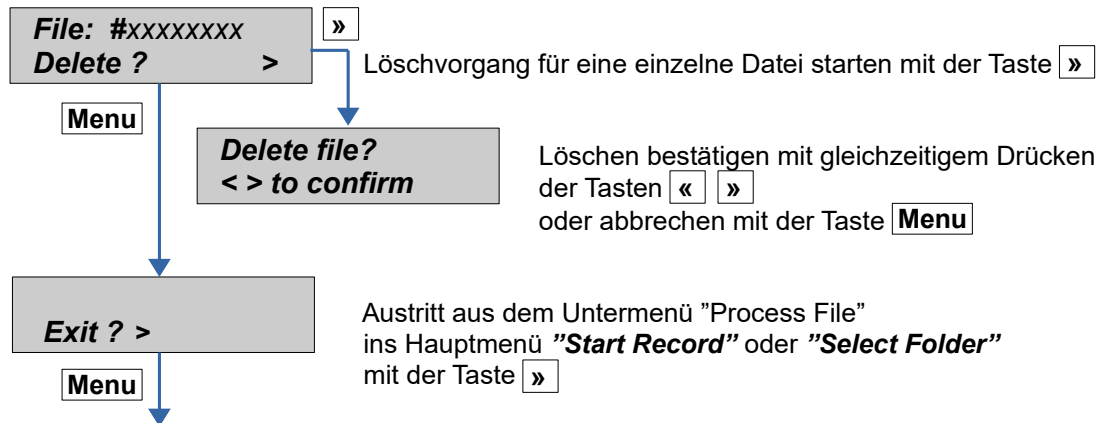 File: #xxxxxxxx
Delete ? >
»
Löschvorgang für eine einzelne Datei starten mit der Taste »
Menu
Delete file?
< > to confirm
Löschen bestätigen mit gleichzeitigem Drücken
der Tasten « »
oder abbrechen mit der Taste Menu
Exit ? >
Austritt aus dem Untermenü ”Process File”
ins Hauptmenü ”Start Record” oder ”Select Folder”
mit der Taste »
Menu